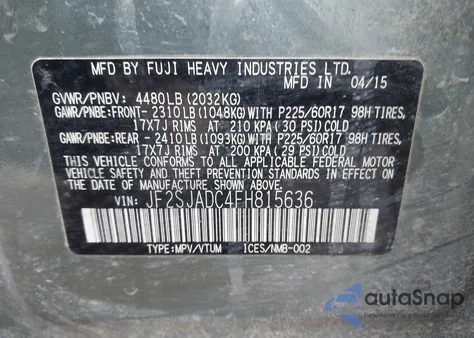 MFD BY FUJI HEAVY INDUSTRIES LTD.
MFD IN 04/15
GVWR/PNBV: 4480LB (2032KG)
GAWR/PNBE:FRONT-2310LB(1048KG)WITH P225/60R17 98H TIRES,
17X7J RIMS AT 210 KPA (30 PSI)COLD
GAWR/PNBE:REAR -2410LB(1093KG)WITH P225/60R17 98H TIRES,
17X7J RIMS AT 200 KPA (29 PSI)COLD
THIS VEHICLE CONFORMS TO ALL APPLICABLE FEDERAL MOTOR
VEHICLE SAFETY AND BUMPER STANDARDS IN EFFECT ON THE
DATE OF MANUFACTURE SHOWN ABOVE.
VIN: JF2SJADC4FH815636
TYPE:MPV/VTUM ICES/NMB-002
autoSnap